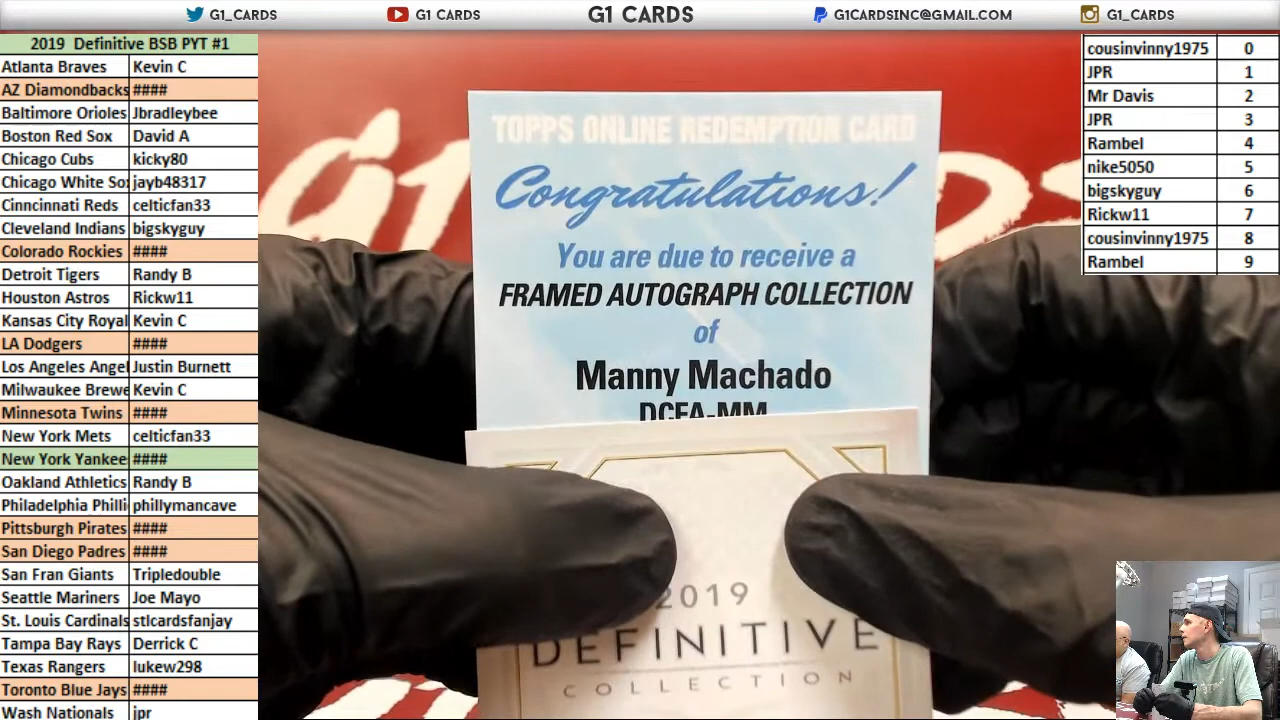 G1_CARDS
G1 CARDS
G1 CARDS
G1CARDSINC@GMAIL.COM
G1_CARDS
2019 Definitive BSB PYT #1
Atlanta Braves Kevin C
AZ Diamondbacks ####
Baltimore Orioles Jbradleybee
Boston Red Sox David A
Chicago Cubs kicky80
Chicago White So jayb48317
Cinncincati Reds celticfan33
Cleveland Indians bigskyguy
Colorado Rockies ####
Detroit Tigers Randy B
Houston Astros Rickw11
Kansas City Royal Kevin C
LA Dodgers ####
Los Angeles Angel Justin Burnett
Milwaukee Brewe Kevin C
Minnesota Twins ####
New York Mets celticfan33
New York Yankee ####
Oakland Athletics Randy B
Philadelphia Philli phillymancave
Pittsburgh Pirates ####
San Diego Padres ####
San Fran Giants Tripledouble
Seattle Mariners Joe Mayo
St. Louis Cardinals stlcardsfanjay
Tampa Bay Rays Derrick C
Texas Rangers lukew298
Toronto Blue Jays ####
Wash Nationals jpr
TOPPS ONLINE REDEMPTION CARD
Congratulations!
You are due to receive a
FRAMED AUTOGRAPH COLLECTION
of
Manny Machado
DCFA-MM
2019
DEFINITIVE
COLLECTION
cousinvinny1975 0
JPR 1
Mr Davis 2
JPR 3
Rambel 4
nike5050 5
bigskyguy 6
Rickw11 7
cousinvinny1975 8
Rambel 9